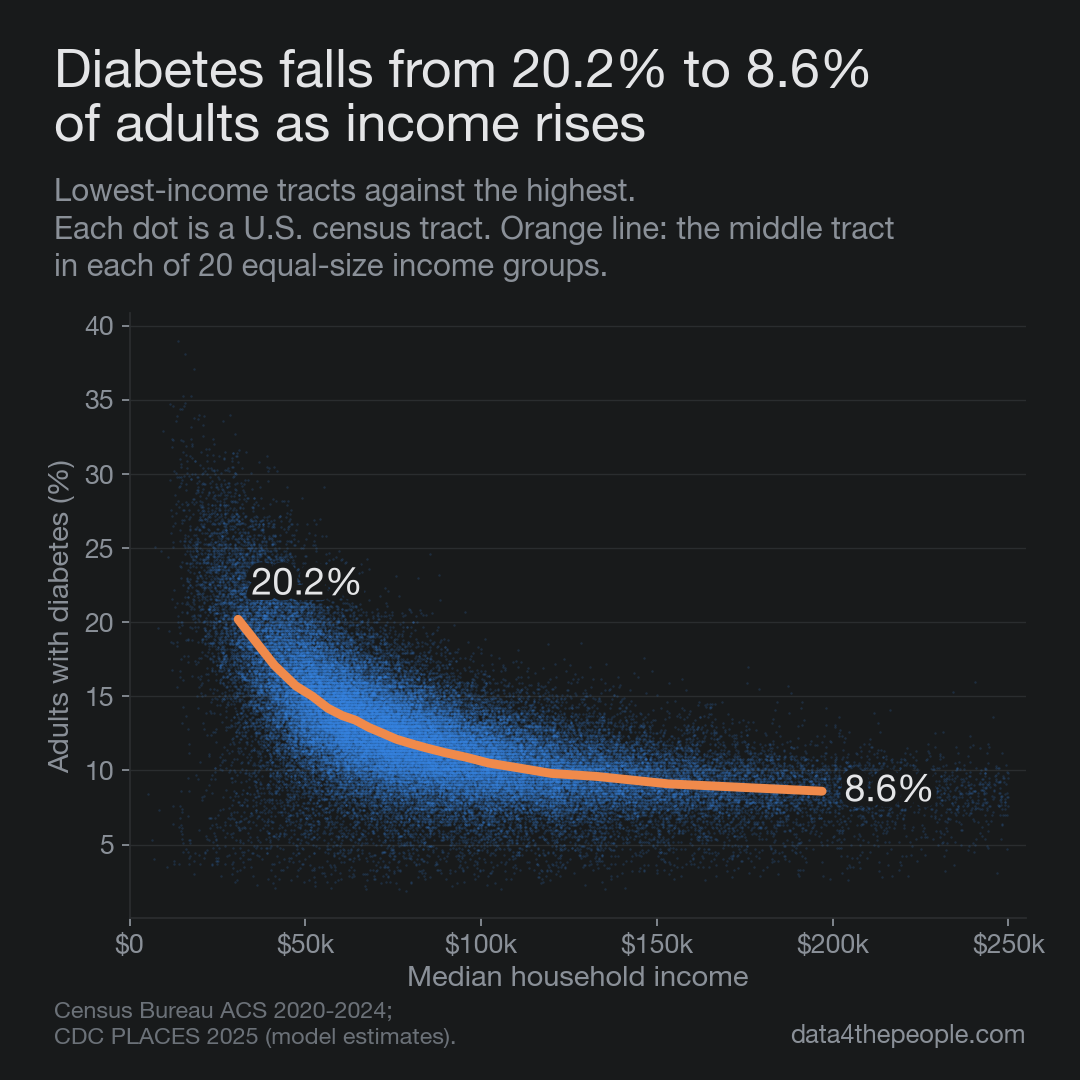 Diabetes falls from 20.2% to 8.6%
of adults as income rises
Lowest-income tracts against the highest.
Each dot is a U.S. census tract. Orange line: the middle tract
in each of 20 equal-size income groups.
40
35
30
25
20
15
10
5
Adults with diabetes (%)
20.2%
8.6%
$0
$50k
$100k
$150k
$200k
$250k
Median household income
Census Bureau ACS 2020-2024;
CDC PLACES 2025 (model estimates).
data4thepeople.com